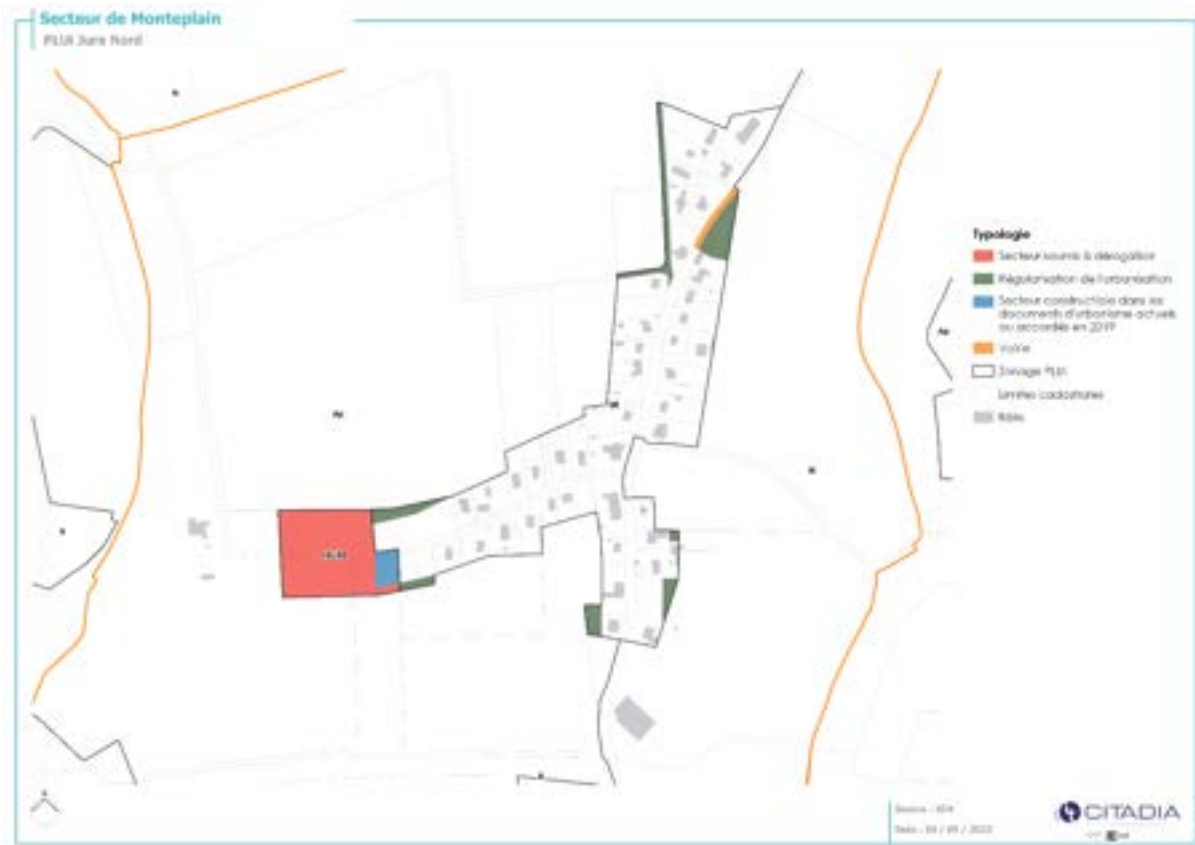 Secteur de Monteplain
PLUi Jura Nord
Typologie
Secteur soumis à dérogation
Régularisation de l'urbanisation
Secteur constructible dans les
documents d'urbanisme actuels
ou accordés en 2019
Voirie
Zonage PLUi
Limites cadastrales
Bâtis
Ap
N
CITADIA